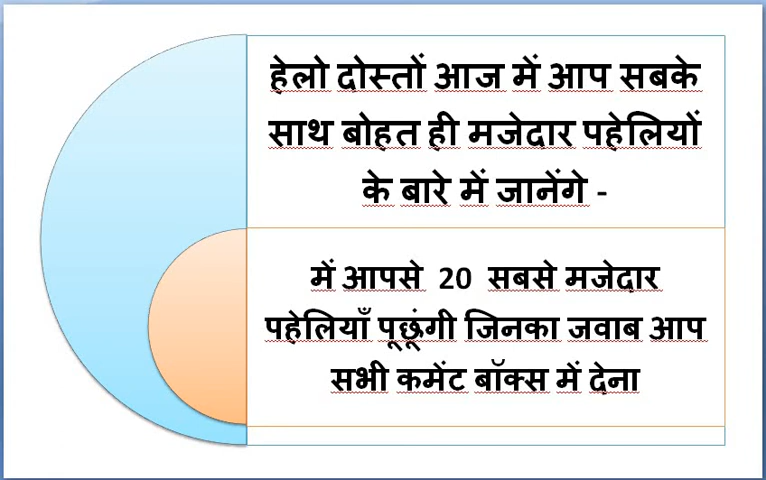 हेलो दोस्तों आज में आप सबके
साथ बोहत ही मजेदार पहेलियों
के बारे में जानेंगे -
में आपसे 20 सबसे मजेदार
पहेलियाँ पूछूंगी जिनका जवाब आप
सभी कमेंट बॉक्स में देना